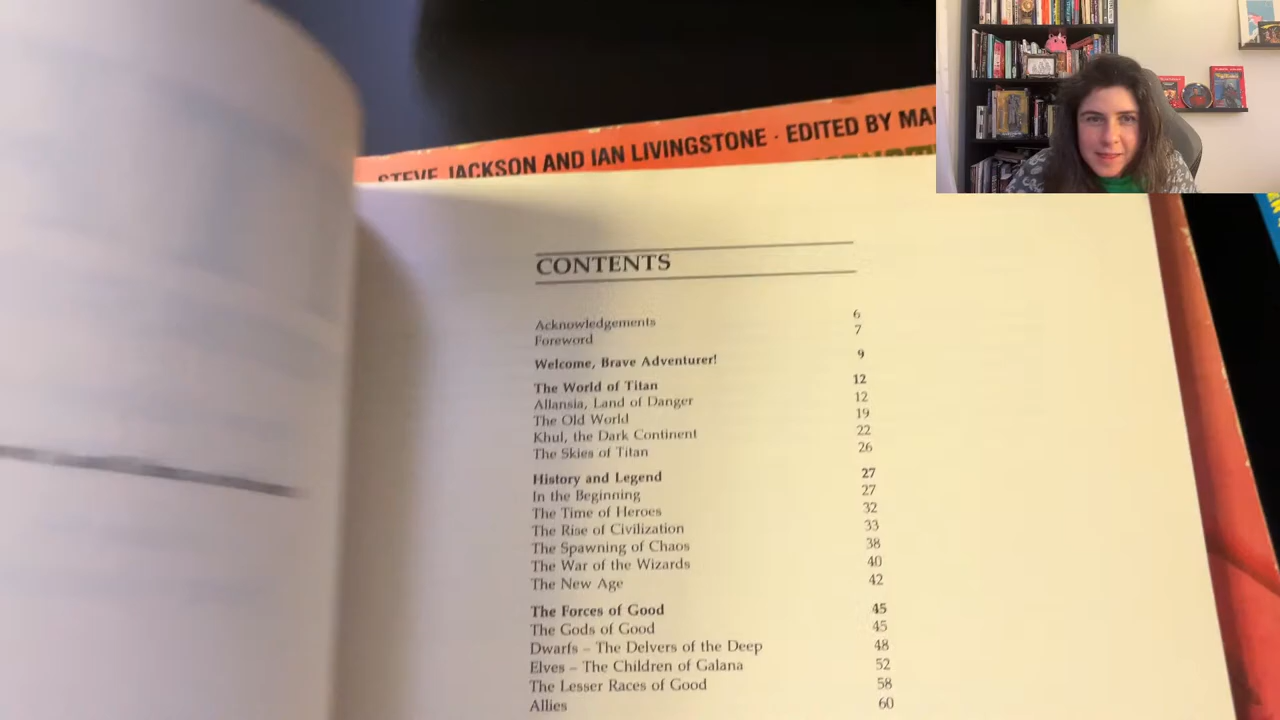 STEVE JACKSON AND IAN LIVINGSTONE · EDITED BY
CONTENTS
Acknowledgements 6
Foreword 7
Welcome, Brave Adventurer! 9
The World of Titan 12
Allansia, Land of Danger 12
The Old World 19
Khul, the Dark Continent 22
The Skies of Titan 26
History and Legend 27
In the Beginning 27
The Time of Heroes 32
The Rise of Civilization 33
The Spawning of Chaos 38
The War of the Wizards 40
The New Age 42
The Forces of Good 45
The Gods of Good 45
Dwarfs – The Delvers of the Deep 48
Elves – The Children of Galana 52
The Lesser Races of Good 58
Allies 60